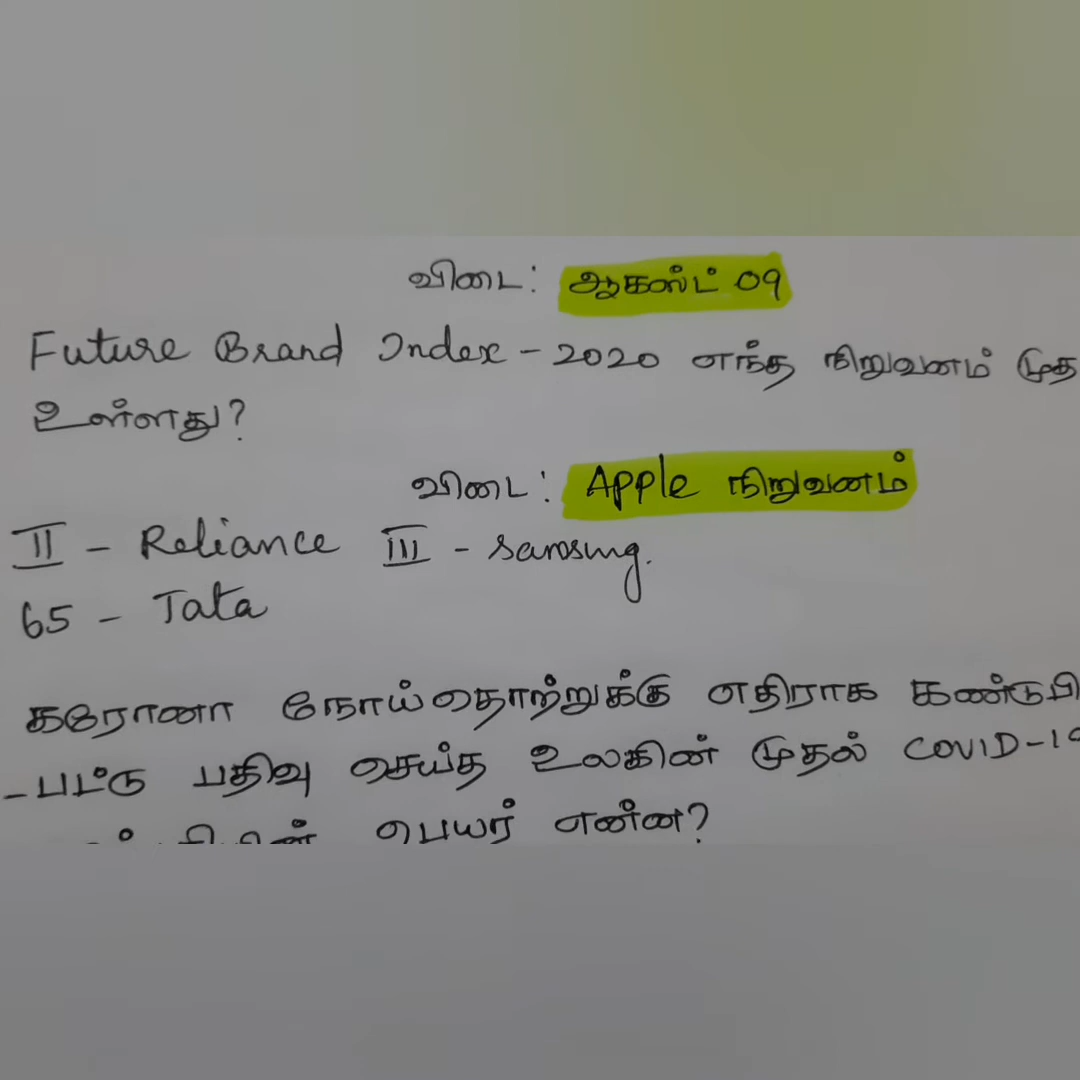 விடை: ஆகஸ்ட் 09
Future Brand Index - 2020 எந்த நிறுவனம் முத
உள்ளது?
விடை: Apple நிறுவனம்
II - Reliance III - Samsung.
65 - Tata
கரோனா நோய்தொற்றுக்கு எதிராக கண்டுபி
-பட்டு பதிவு செய்த உலகின் முதல் COVID-19
பெயர் என்ன?